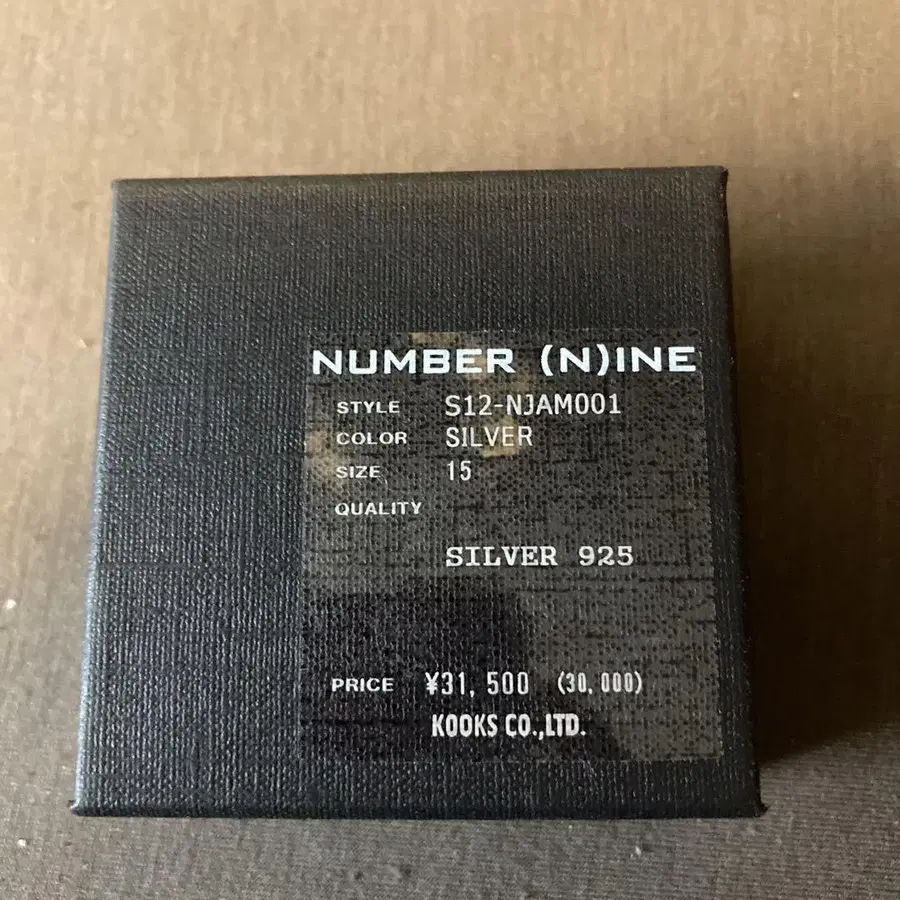 NUMBER (N)INE
STYLE S12-NJAM001
COLOR SILVER
SIZE 15
QUALITY
SILVER 925
PRICE ¥31,500 (30,000)
KOOKS CO.,LTD.